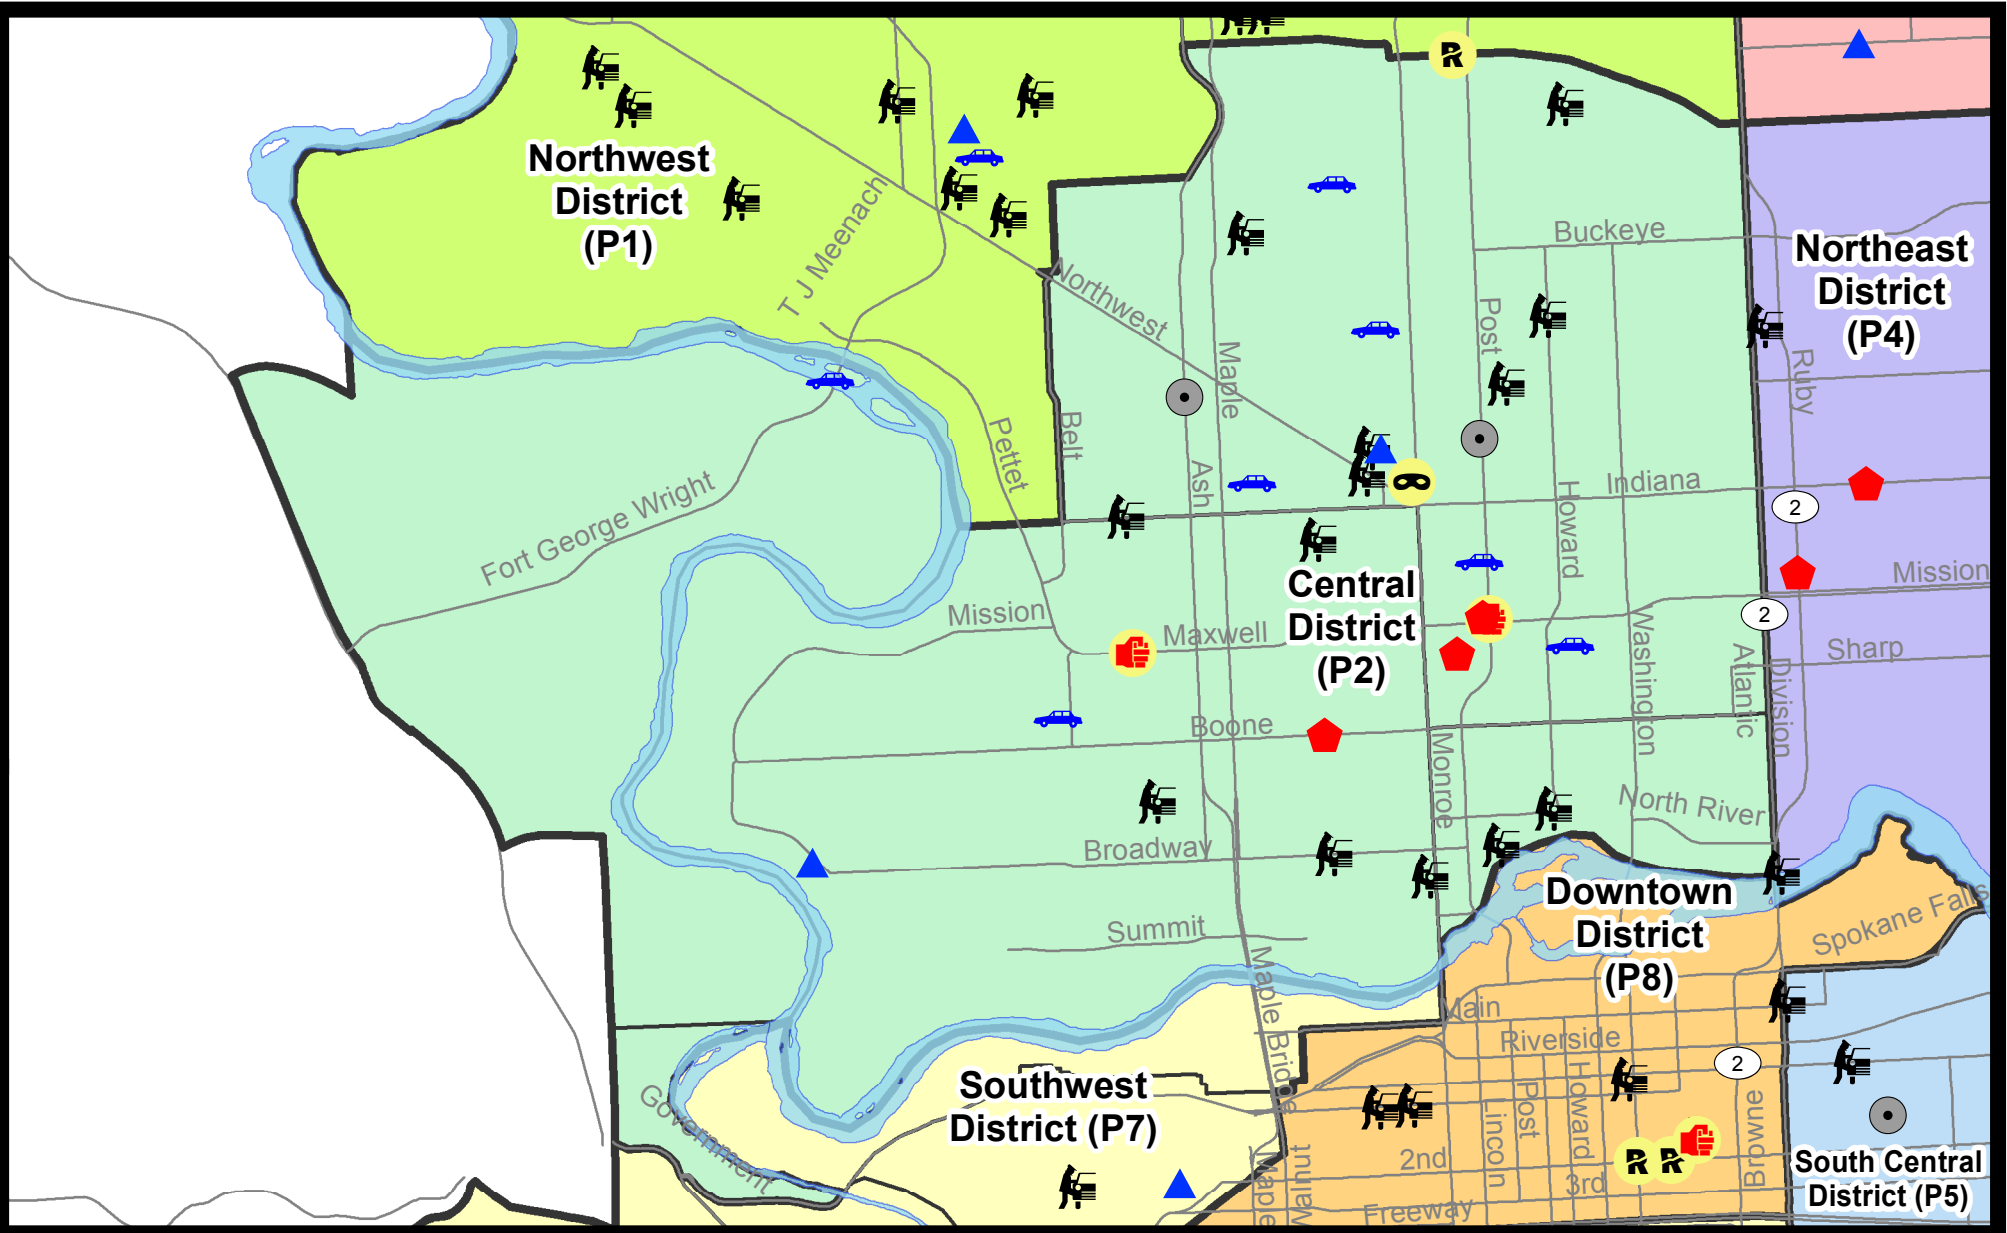 R
Northwest
District
(P1)
T J Meenach
Northwest
Buckeye
Northeast
District
(P4)
Post
Maple
Ruby
Belt
Pettet
Ash
Fort George Wright
Howard
Indiana
2
Mission
Central
District
(P2)
2
Mission
Maxwell
Washington
Atlantic
Division
Sharp
Boone
Monroe
North River
Broadway
Downtown
District
(P8)
Summit
Spokane Falls
Maple Bridge
Main
Riverside
2
Southwest
District (P7)
Government
Lincoln
Post
Howard
Browne
Maple
Walnut
2nd
3rd
R
R
Freeway
South Central
District (P5)